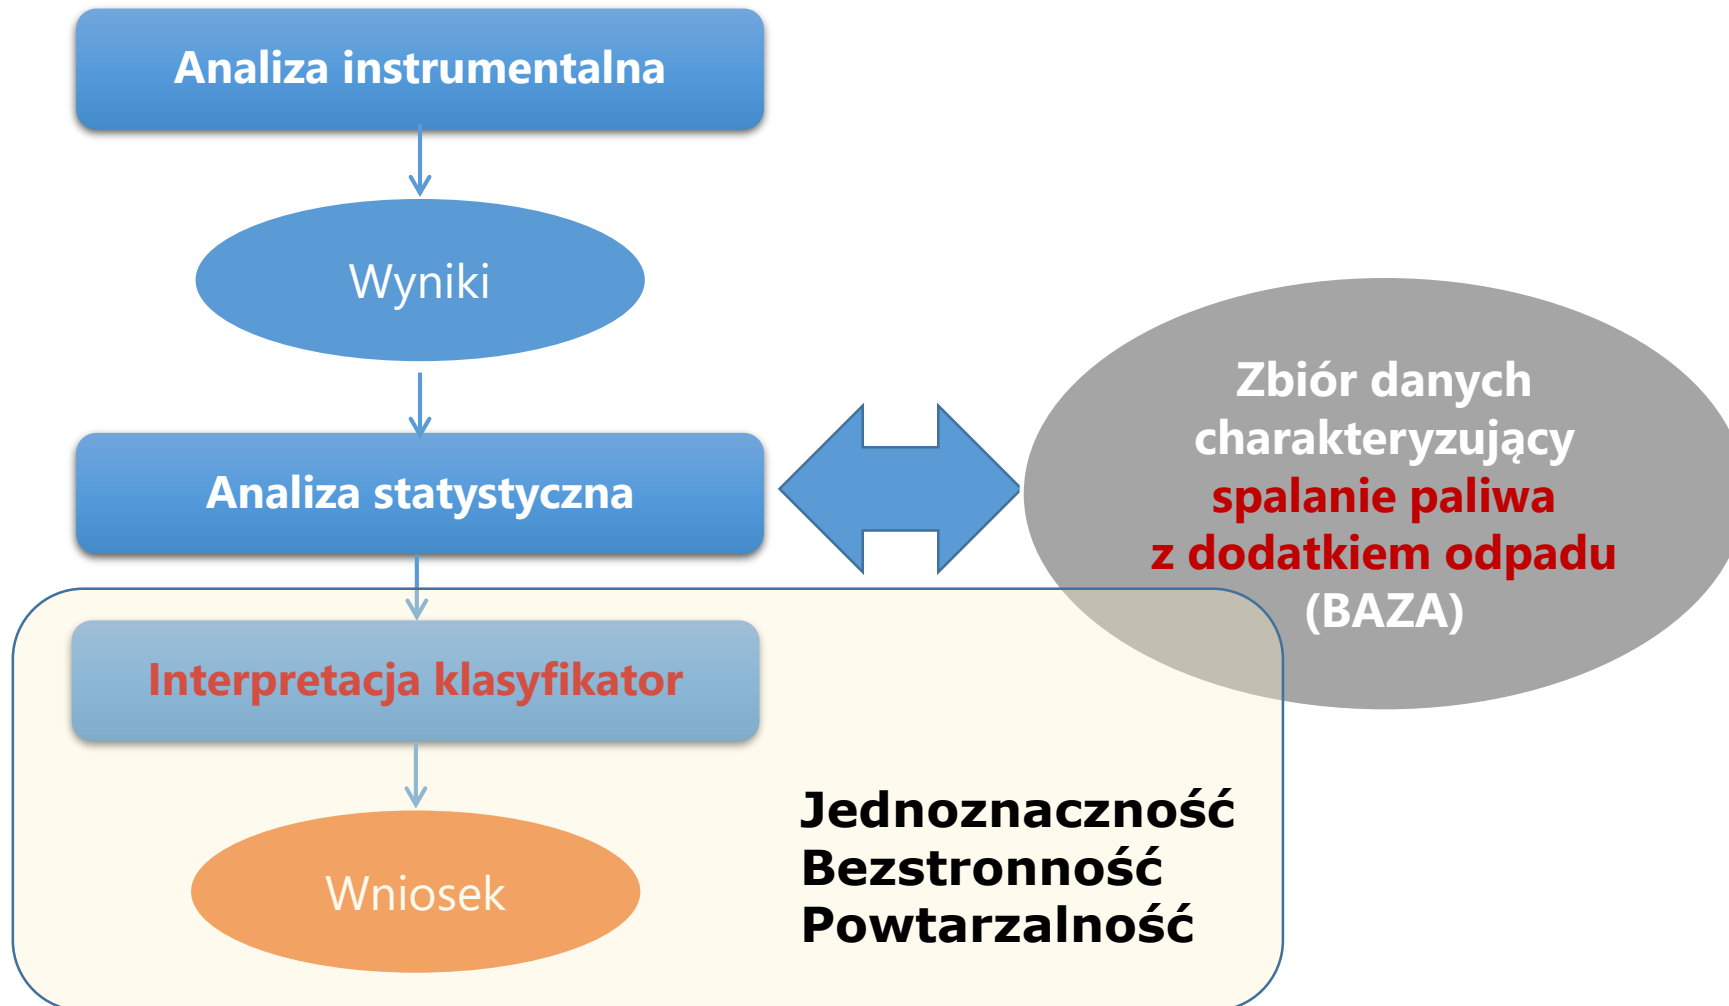 Analiza instrumentalna
Wyniki
Analiza statystyczna
Zbiór danych
charakteryzujący
spalanie paliwa
z dodatkiem odpadu
(BAZA)
Interpretacja klasyfikator
Wniosek
Jednoznaczność
Bezstronność
Powtarzalność